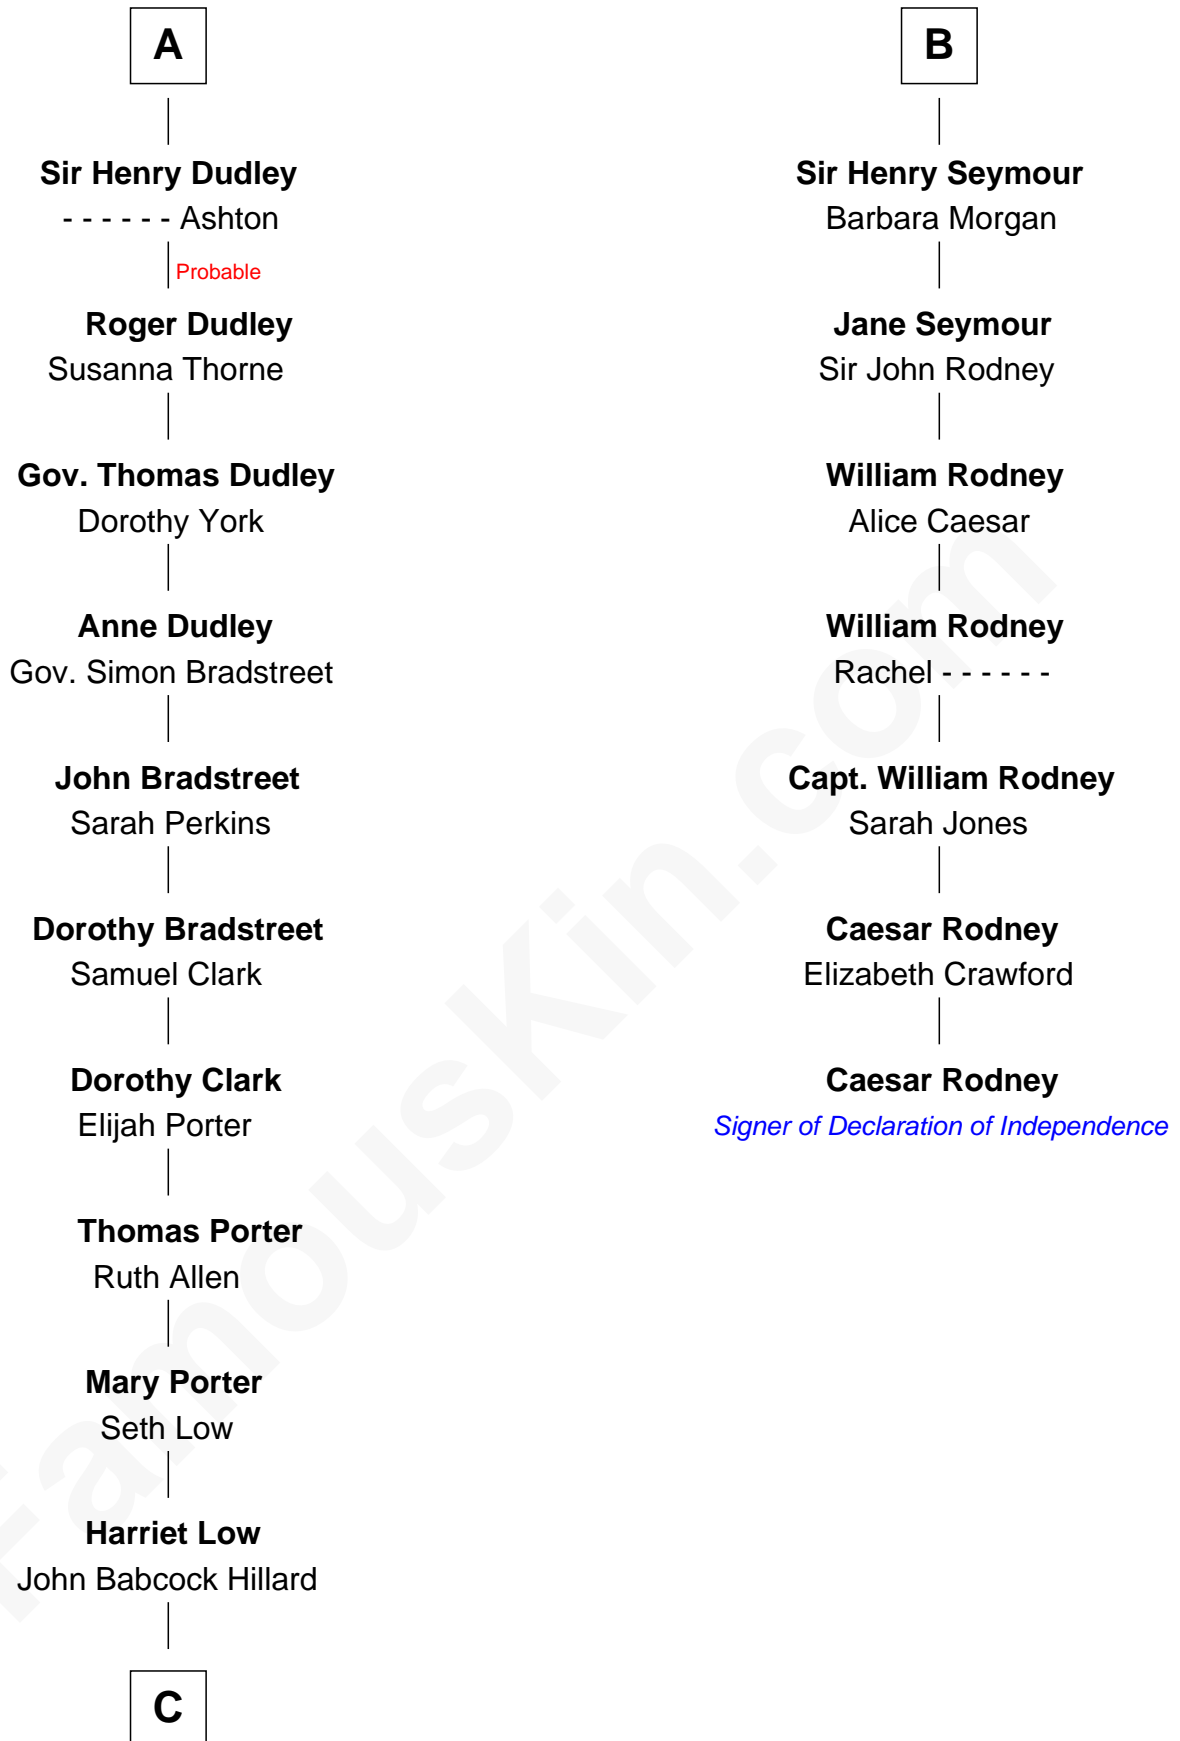 A
Sir Henry Dudley
- - - - - - Ashton
Probable
Roger Dudley
Susanna Thorne
Gov. Thomas Dudley
Dorothy York
Anne Dudley
Gov. Simon Bradstreet
John Bradstreet
Sarah Perkins
Dorothy Bradstreet
Samuel Clark
Dorothy Clark
Elijah Porter
Thomas Porter
Ruth Allen
Mary Porter
Seth Low
Harriet Low
John Babcock Hillard
C
B
Sir Henry Seymour
Barbara Morgan
Jane Seymour
Sir John Rodney
William Rodney
Alice Caesar
William Rodney
Rachel - - - - - -
Capt. William Rodney
Sarah Jones
Caesar Rodney
Elizabeth Crawford
Caesar Rodney
Signer of Declaration of Independence
FamousKin.com